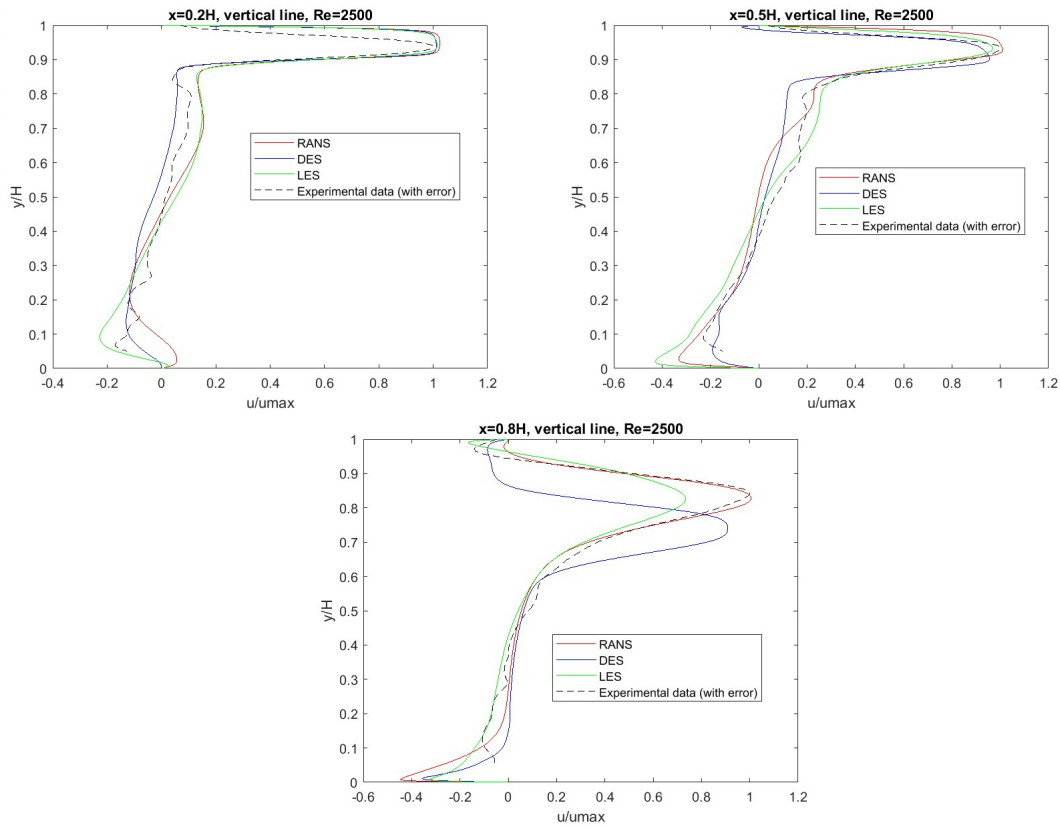 x=0.2H, vertical line, Re=2500
1
0.9
0.8
0.7
0.6
0.5
0.4
0.3
0.2
0.1
0
y/H
RANS
DES
LES
Experimental data (with error)
-0.4 -0.2 0 0.2 0.4 0.6 0.8 1 1.2
u/umax
x=0.5H, vertical line, Re=2500
1
0.9
0.8
0.7
0.6
0.5
0.4
0.3
0.2
0.1
0
y/H
RANS
DES
LES
Experimental data (with error)
-0.6 -0.4 -0.2 0 0.2 0.4 0.6 0.8 1 1.2
u/umax
x=0.8H, vertical line, Re=2500
1
0.9
0.8
0.7
0.6
0.5
0.4
0.3
0.2
0.1
0
y/H
RANS
DES
LES
Experimental data (with error)
-0.6 -0.4 -0.2 0 0.2 0.4 0.6 0.8 1 1.2
u/umax